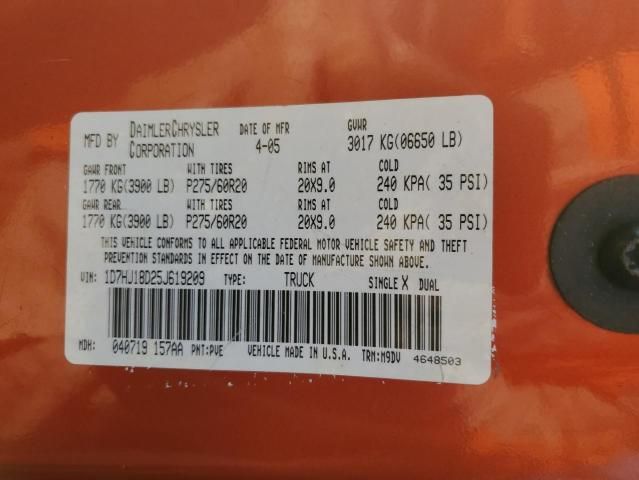 MFD BY DAIMLERCHRYSLER CORPORATION DATE OF MFR 4-05 GVWR 3017 KG(06650 LB)
GAWR FRONT WITH TIRES RIMS AT COLD
1770 KG(3900 LB) P275/60R20 20X9.0 240 KPA( 35 PSI)
GAWR REAR WITH TIRES RIMS AT COLD
1770 KG(3900 LB) P275/60R20 20X9.0 240 KPA( 35 PSI)
THIS VEHICLE CONFORMS TO ALL APPLICABLE FEDERAL MOTOR VEHICLE SAFETY AND THEFT
PREVENTION STANDARDS IN EFFECT ON THE DATE OF MANUFACTURE SHOWN ABOVE.
VIN: 1D7HJ18D25J619209 TYPE: TRUCK SINGLE X DUAL
MDH: 040719 157AA PNT:PVE VEHICLE MADE IN U.S.A. TRM:M9DV 4648503